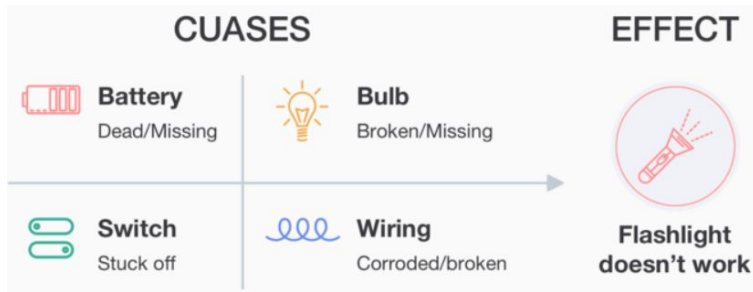 CUASES
EFFECT
Battery
Dead/Missing
Bulb
Broken/Missing
Switch
Stuck off
Wiring
Corroded/broken
Flashlight
doesn't work